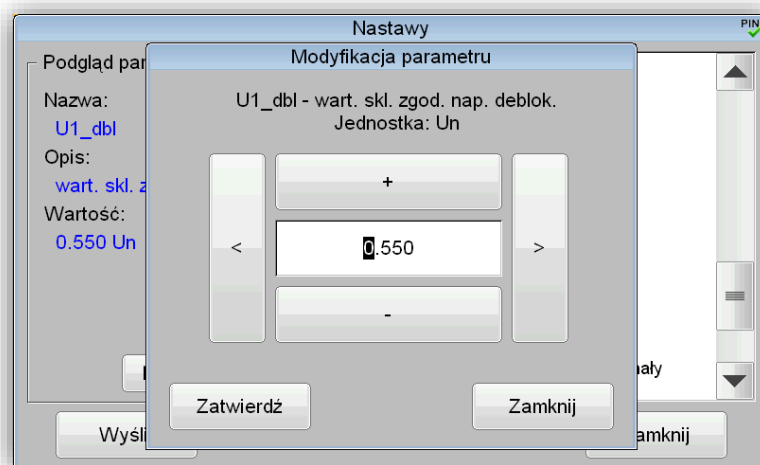 Nastawy
PIN
Modyfikacja parametru
Podgląd par
Nazwa:
U1_dbl
Opis:
wart. skl. z
Wartość:
0.550 Un
U1_dbl - wart. skl. zgod. nap. deblok.
Jednostka: Un
+
< 0.550 >
-
ały
Zatwierdź Zamknij
Wyśli amknij